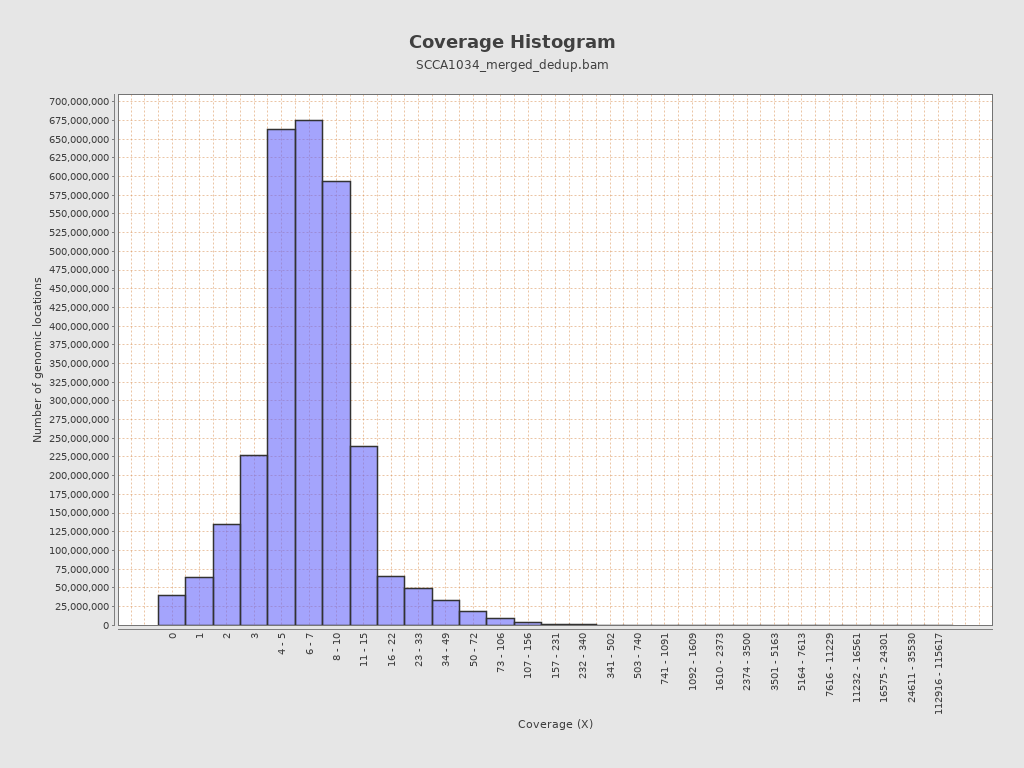 Coverage Histogram
SCCA1034_merged_dedup.bam
Number of genomic locations
700,000,000
675,000,000
650,000,000
625,000,000
600,000,000
575,000,000
550,000,000
525,000,000
500,000,000
475,000,000
450,000,000
425,000,000
400,000,000
375,000,000
350,000,000
325,000,000
300,000,000
275,000,000
250,000,000
225,000,000
200,000,000
175,000,000
150,000,000
125,000,000
100,000,000
75,000,000
50,000,000
25,000,000
0
0
1
2
3
4 - 5
6 - 7
8 - 10
11 - 15
16 - 22
23 - 33
34 - 49
50 - 72
73 - 106
107 - 156
157 - 231
232 - 340
341 - 502
503 - 740
741 - 1091
1092 - 1609
1610 - 2373
2374 - 3500
3501 - 5163
5164 - 7613
7616 - 11229
11232 - 16561
16575 - 24301
24611 - 35530
112916 - 115617
Coverage (X)